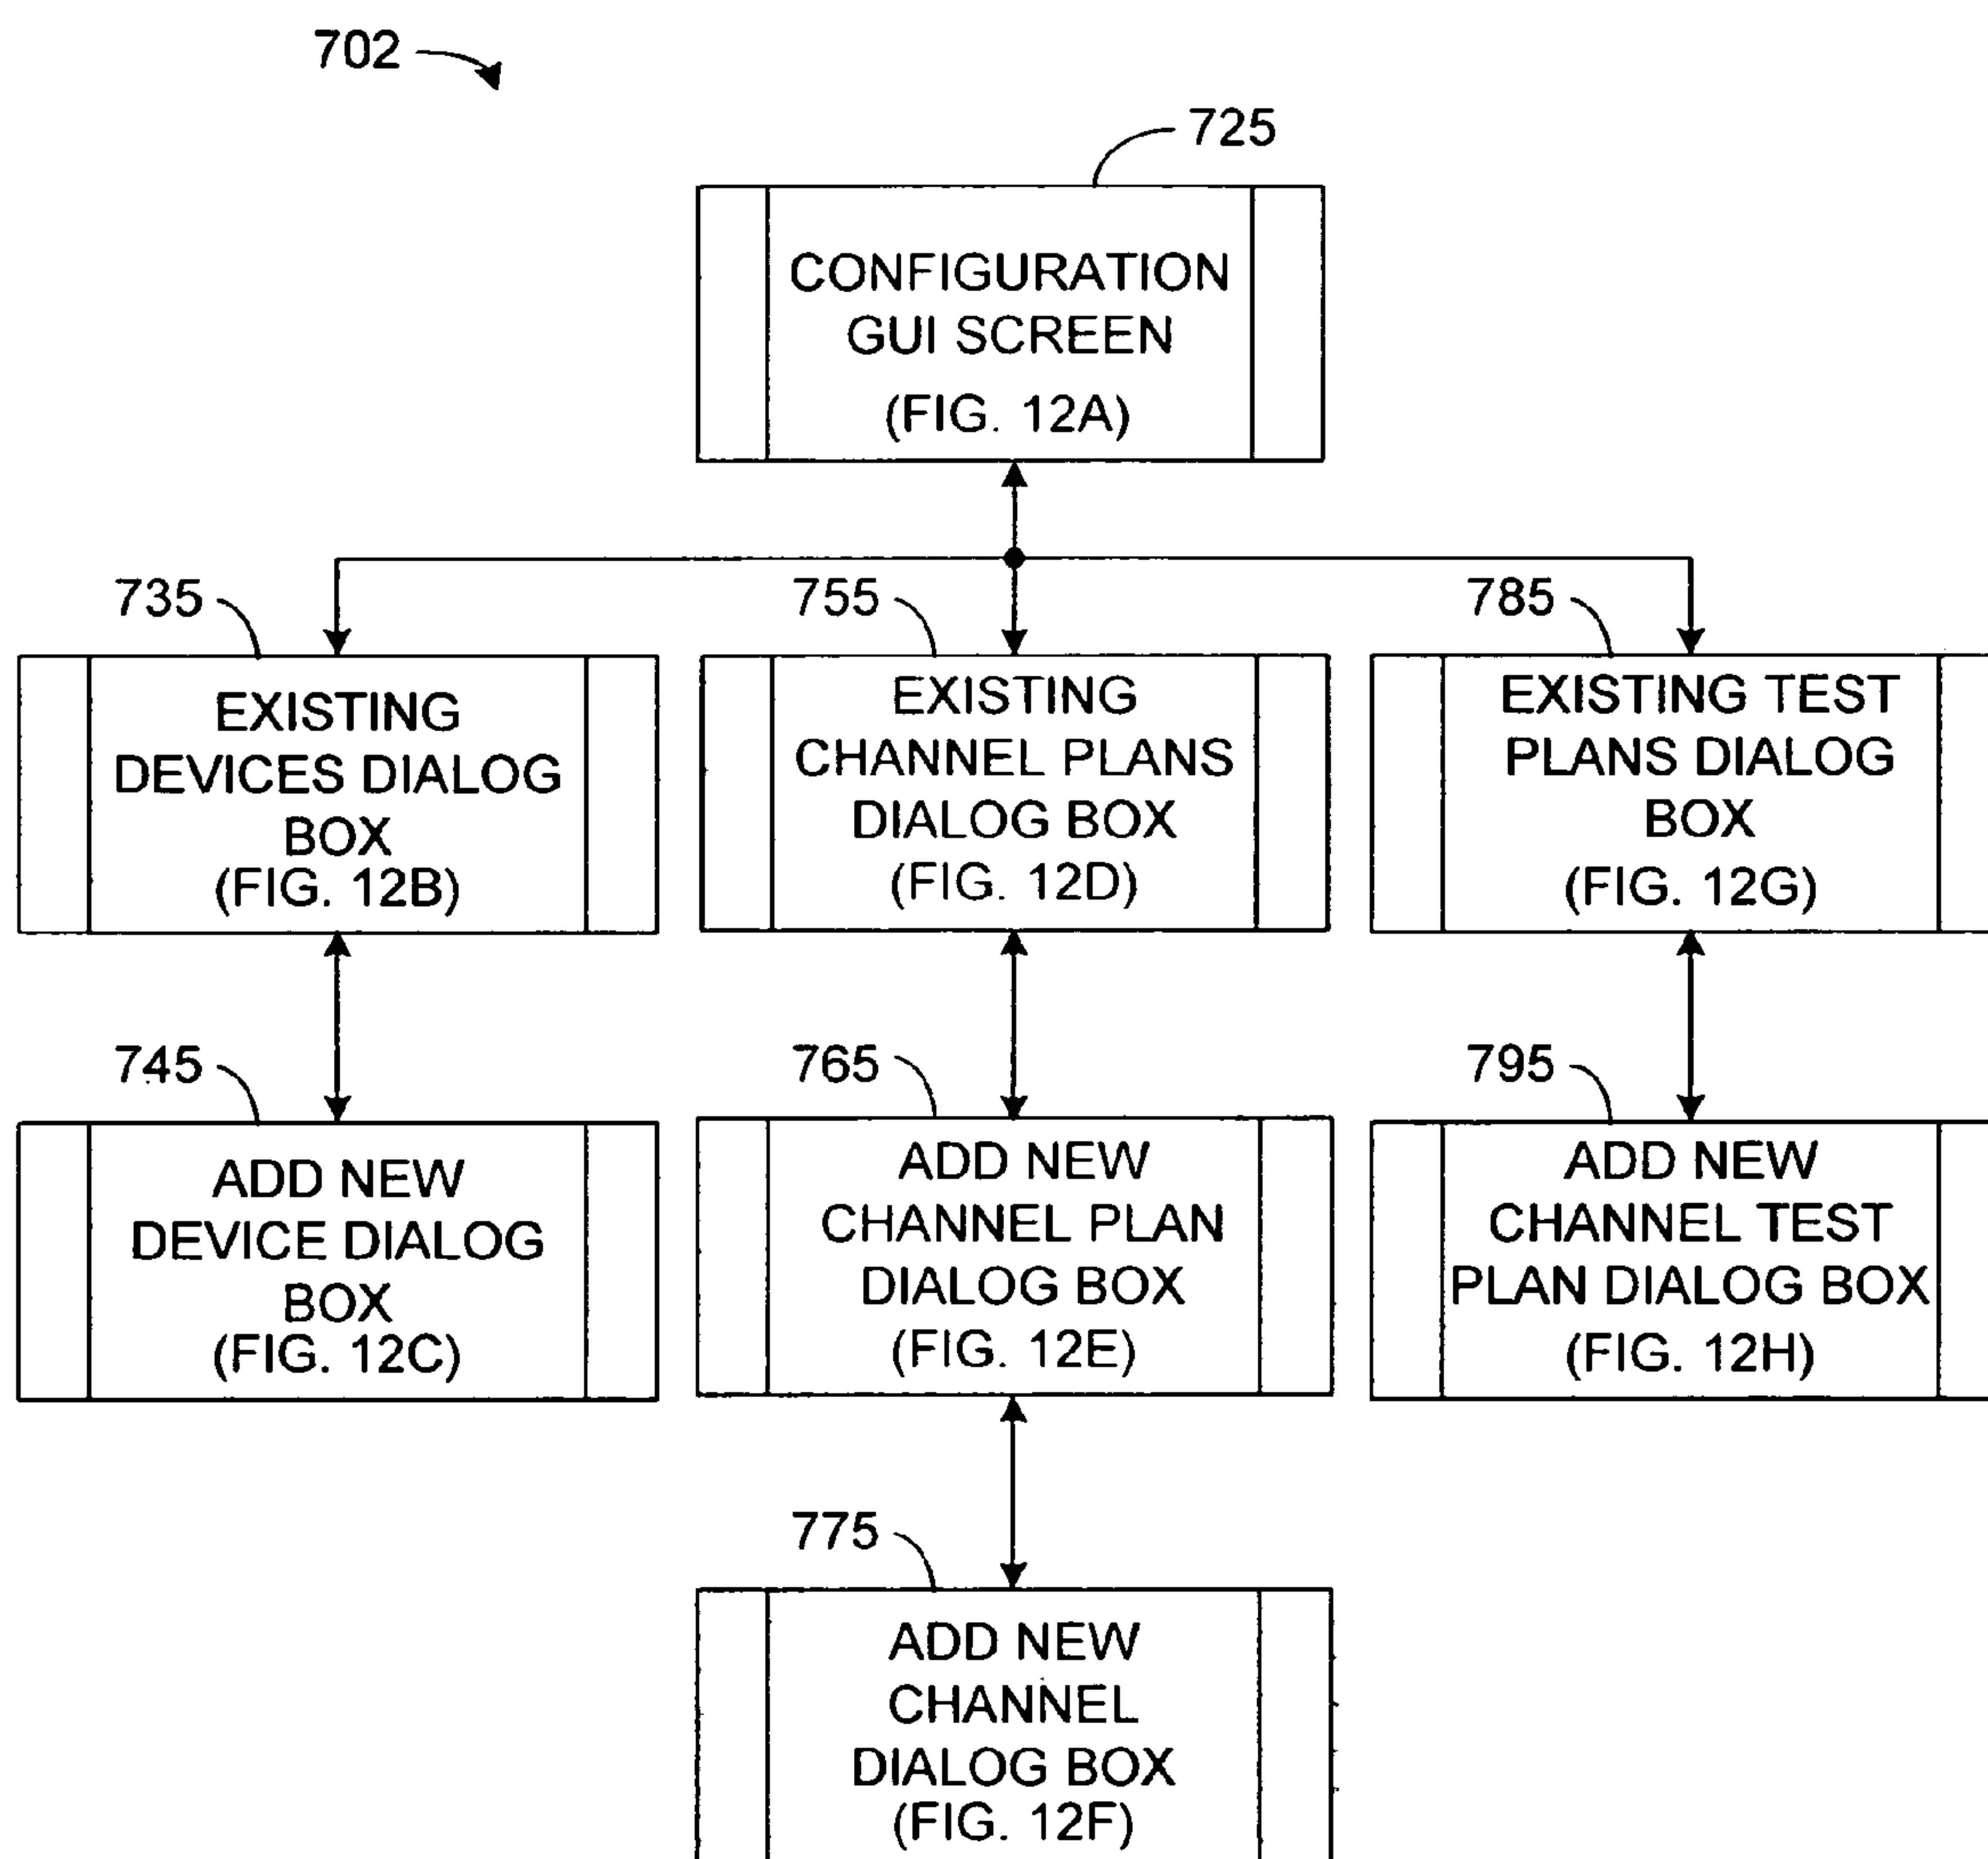 702
725
CONFIGURATION
GUI SCREEN
(FIG. 12A)
735
755
785
EXISTING
DEVICES DIALOG
BOX
(FIG. 12B)
EXISTING
CHANNEL PLANS
DIALOG BOX
(FIG. 12D)
EXISTING TEST
PLANS DIALOG
BOX
(FIG. 12G)
745
765
795
ADD NEW
DEVICE DIALOG
BOX
(FIG. 12C)
ADD NEW
CHANNEL PLAN
DIALOG BOX
(FIG. 12E)
ADD NEW
CHANNEL TEST
PLAN DIALOG BOX
(FIG. 12H)
775
ADD NEW
CHANNEL
DIALOG BOX
(FIG. 12F)